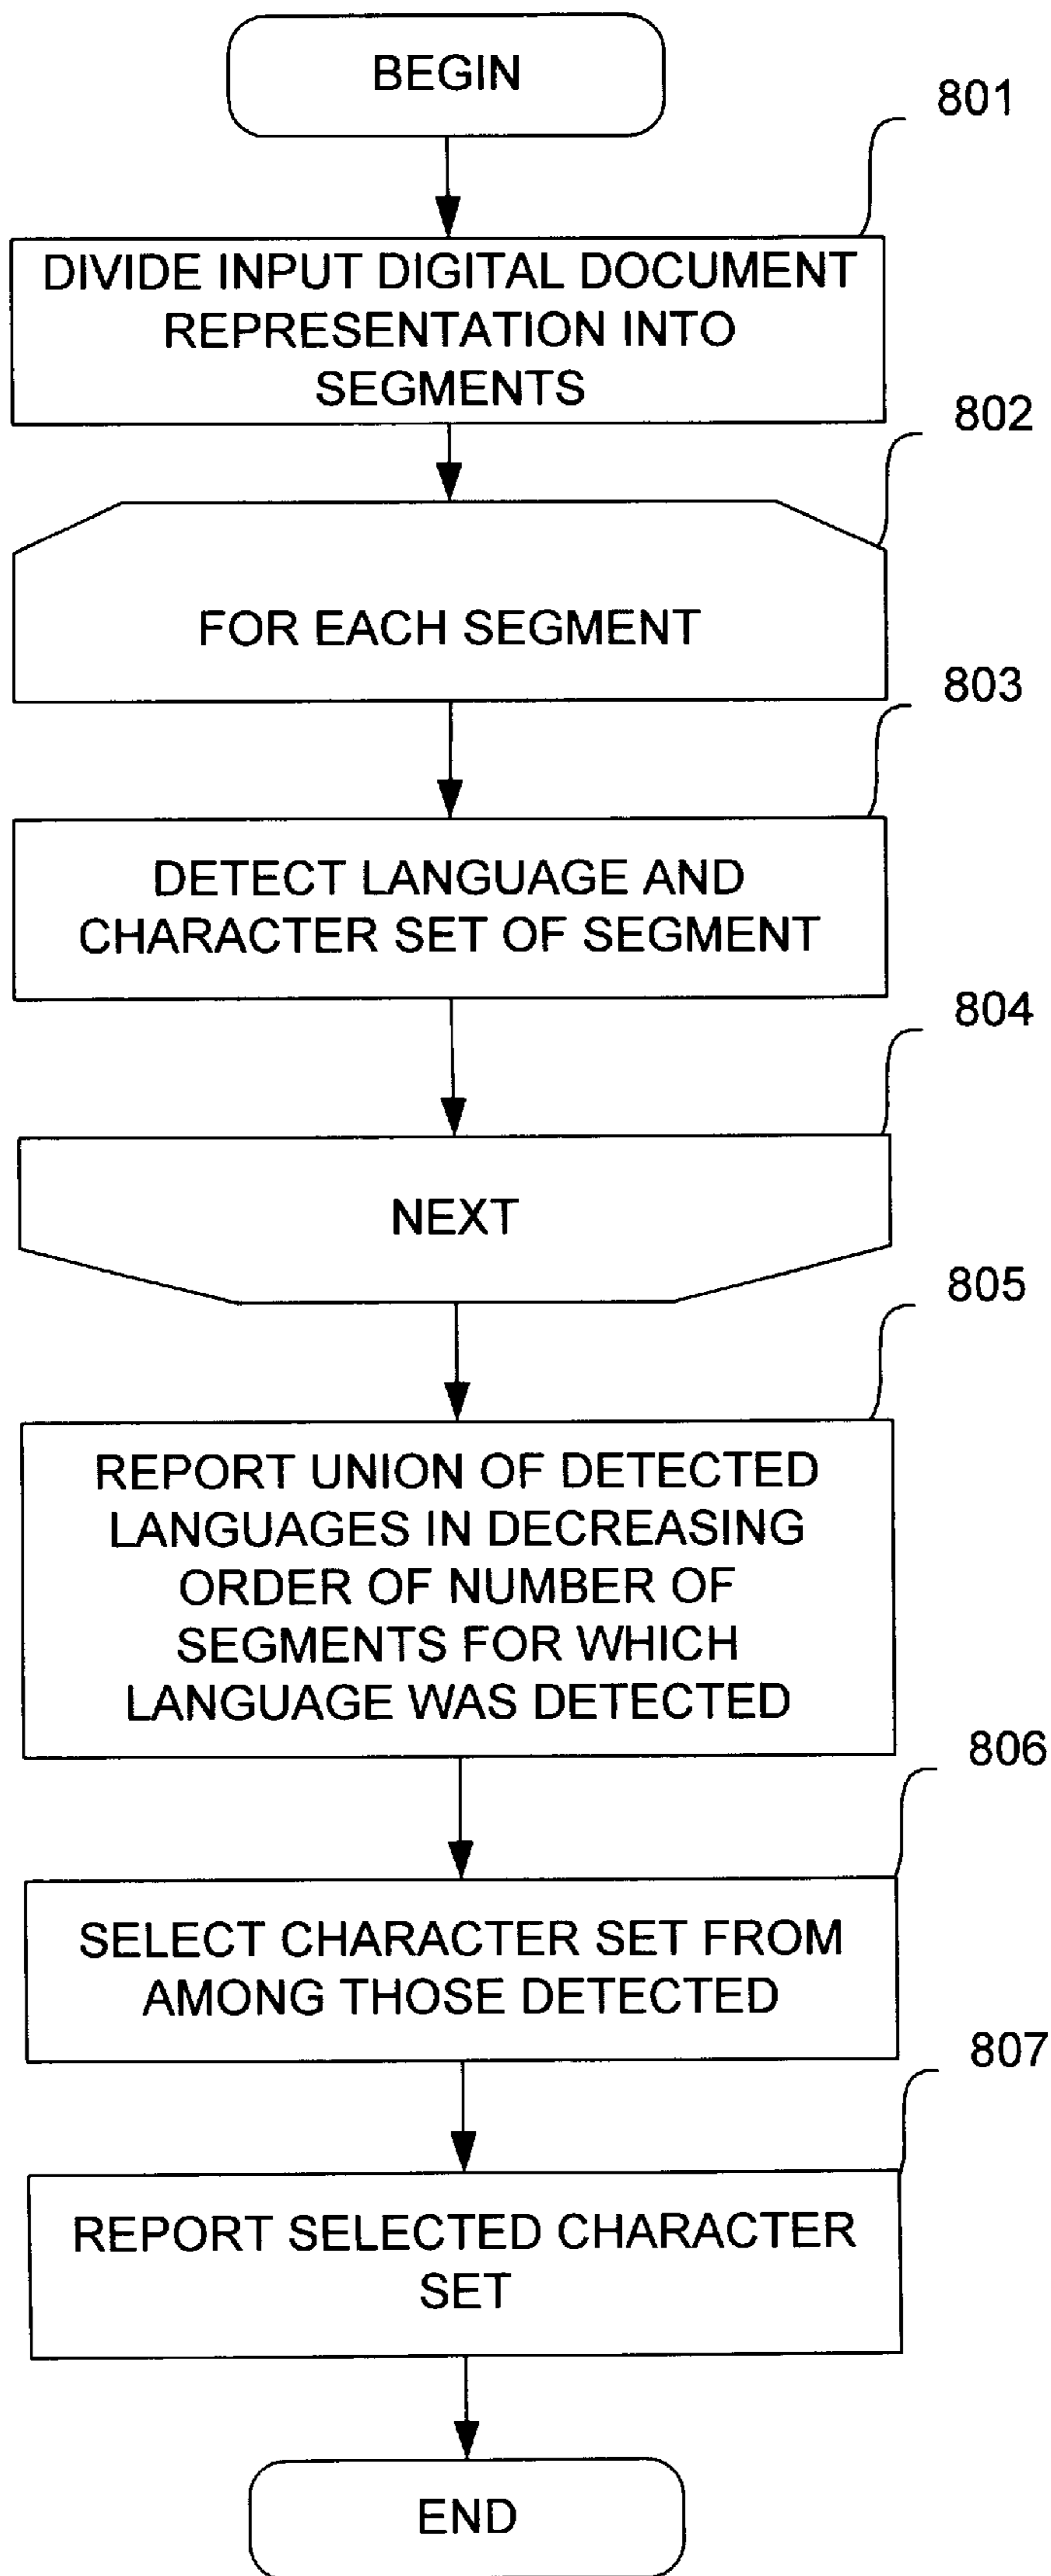 BEGIN
801
DIVIDE INPUT DIGITAL DOCUMENT
REPRESENTATION INTO
SEGMENTS
802
FOR EACH SEGMENT
803
DETECT LANGUAGE AND
CHARACTER SET OF SEGMENT
804
NEXT
805
REPORT UNION OF DETECTED
LANGUAGES IN DECREASING
ORDER OF NUMBER OF
SEGMENTS FOR WHICH
LANGUAGE WAS DETECTED
806
SELECT CHARACTER SET FROM
AMONG THOSE DETECTED
807
REPORT SELECTED CHARACTER
SET
END